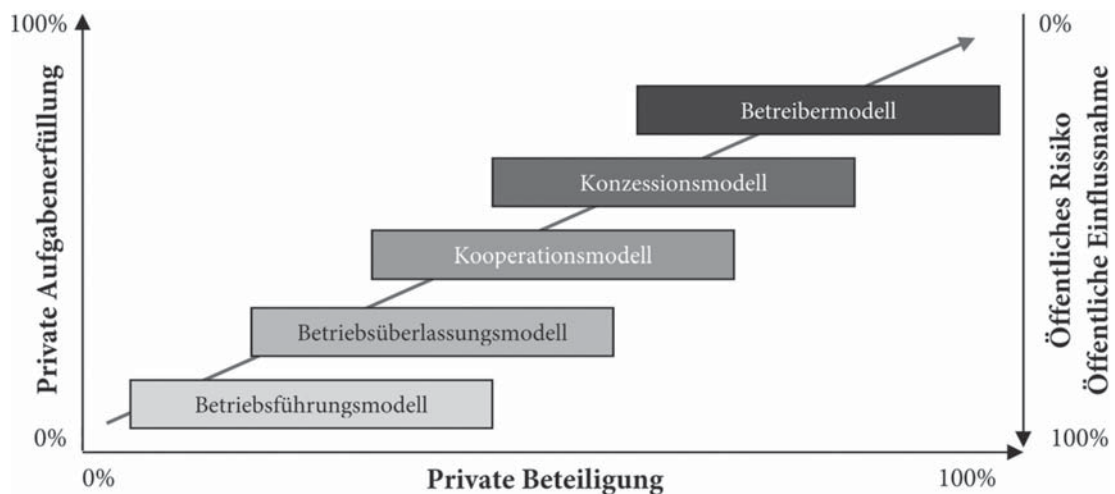 100%
0%
Private Aufgabenerfüllung
Betreibermodell
Konzessionsmodell
Kooperationsmodell
Betriebsüberlassungsmodell
Betriebsführungsmodell
Öffentliches Risiko
Öffentliche Einflussnahme
0%
100%
0%
Private Beteiligung
100%